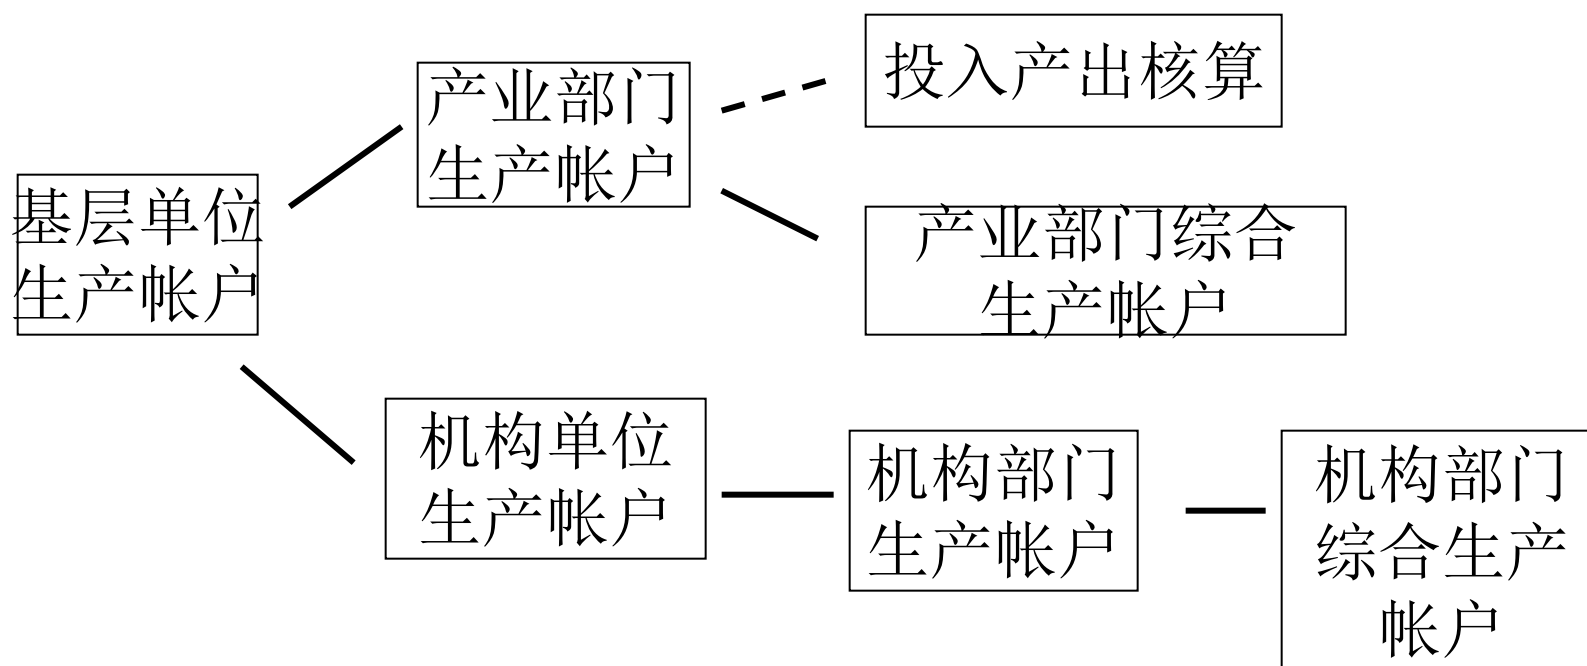 投入产出核算
产业部门
生产帐户
基层单位
生产帐户
产业部门综合
生产帐户
机构单位
生产帐户
机构部门
生产帐户
机构部门
综合生产
帐户